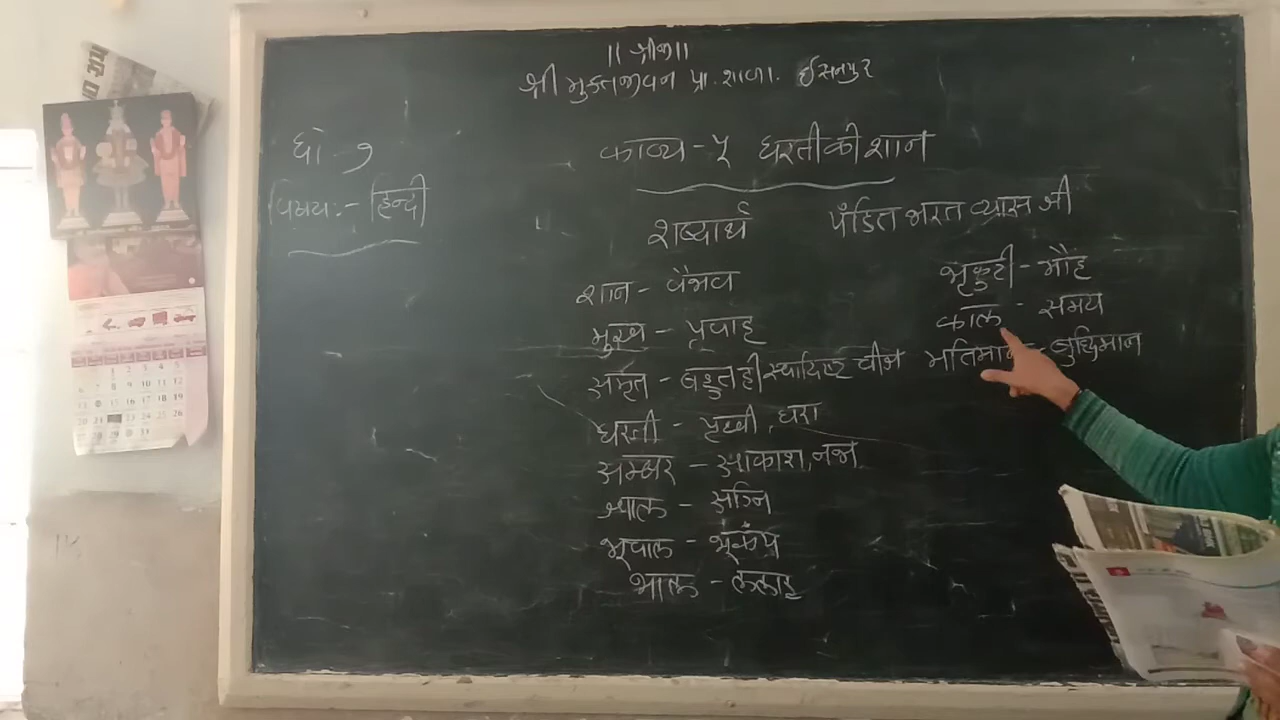 ॥ श्रीजी ॥
श्री मुक्तजीवन प्रा. शाळा. ईसनपुर
धो-७
काव्य-५ धरती की शान
विषय:- हिन्दी
शब्दार्थ
पंडित भरत व्यास श्री
शान - वैभव
भृकुटी - भौंह
प्रवाह
काल - समय
अमृत - बहुत ही स्वादिष्ट चीज
मतिमान - बुध्धिमान
धरती - पृथ्वी, धरा
अम्बर - आकाश, नभ
अग्नि
भूचाल - भूकंप
भाल - ललाट